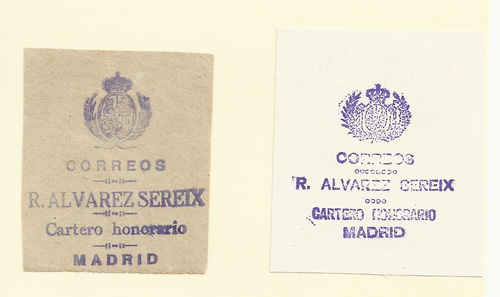 CORREOS
R. ALVAREZ SEREIX
Cartero honorario
MADRID
CORREOS
R. ALVAREZ SEREIX
CARTERO HONORARIO
MADRID